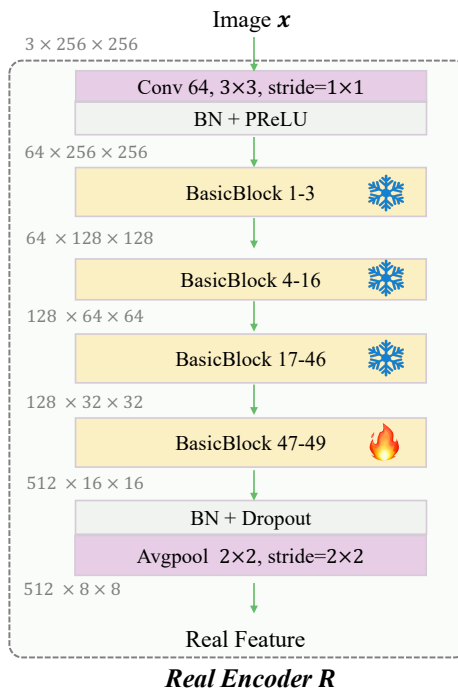 Image x
3 × 256 × 256
Conv 64, 3×3, stride=1×1
BN + PReLU
64 × 256 × 256
BasicBlock 1-3
64 × 128 × 128
BasicBlock 4-16
128 × 64 × 64
BasicBlock 17-46
128 × 32 × 32
BasicBlock 47-49
512 × 16 × 16
BN + Dropout
Avgpool 2×2, stride=2×2
512 × 8 × 8
Real Feature
Real Encoder R